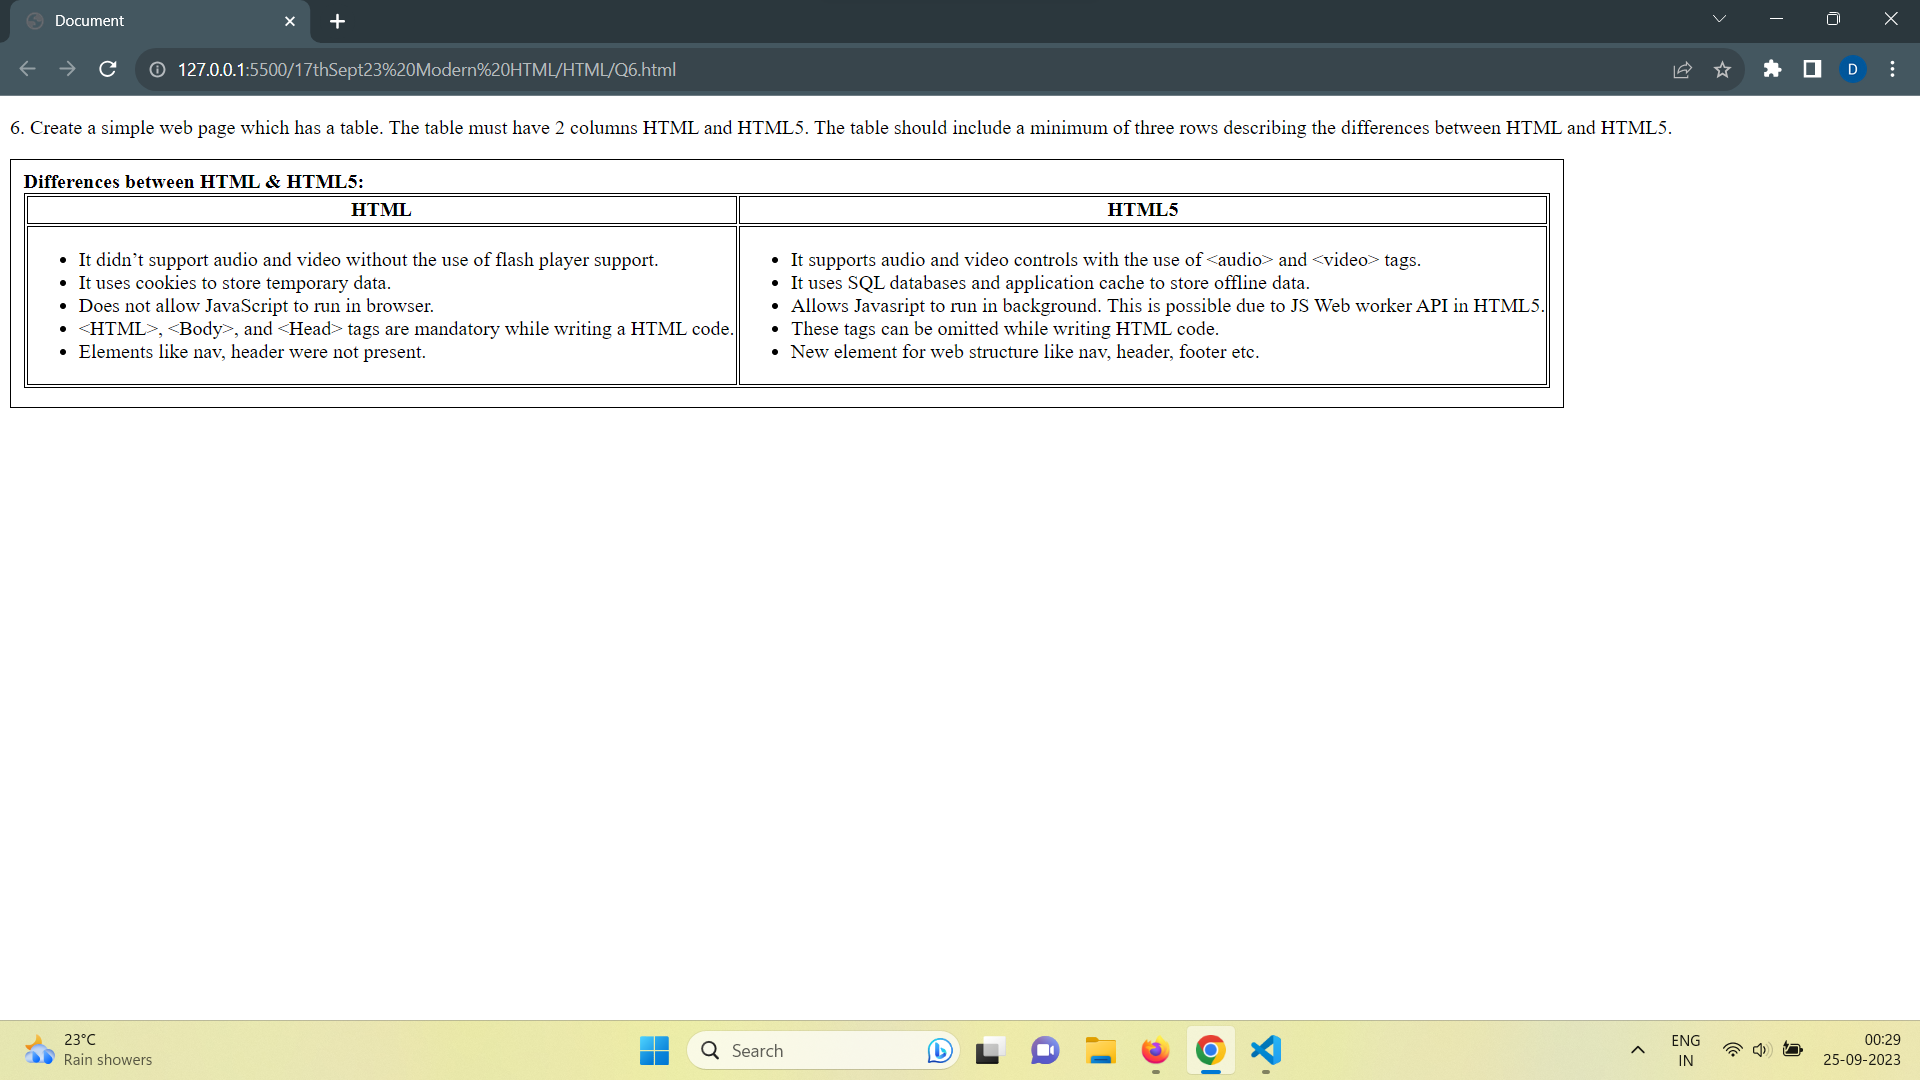 Document
127.0.0.1:5500/17thSept23%20Modern%20HTML/HTML/Q6.html
D
6. Create a simple web page which has a table. The table must have 2 columns HTML and HTML5. The table should include a minimum of three rows describing the differences between HTML and HTML5.
Differences between HTML & HTML5:
HTML
HTML5
• It didn’t support audio and video without the use of flash player support.
• It uses cookies to store temporary data.
• Does not allow JavaScript to run in browser.
• <HTML>, <Body>, and <Head> tags are mandatory while writing a HTML code.
• Elements like nav, header were not present.
• It supports audio and video controls with the use of <audio> and <video> tags.
• It uses SQL databases and application cache to store offline data.
• Allows Javasript to run in background. This is possible due to JS Web worker API in HTML5.
• These tags can be omitted while writing HTML code.
• New element for web structure like nav, header, footer etc.
23°C
Rain showers
Search
ENG
IN
00:29
25-09-2023